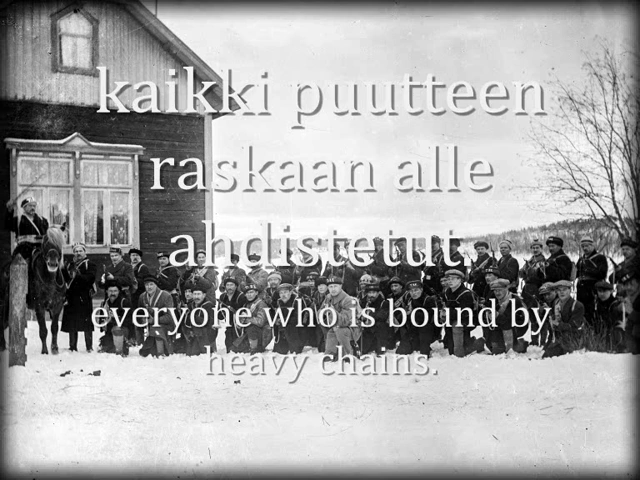 kaikki puutteen
raskaan alle
ahdistetut
everyone who is bound by
heavy chains.